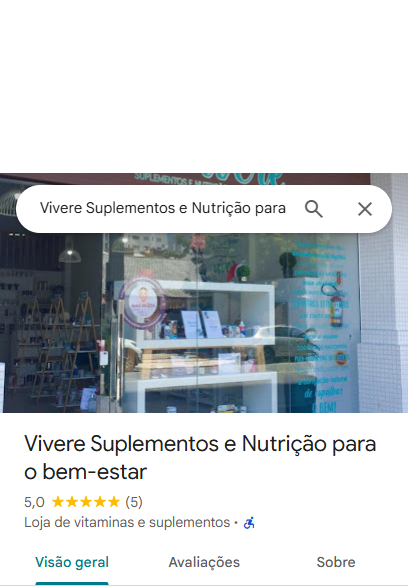 SUPLEMENTOS E
Vivere Suplementos e Nutrição para
Vivere Suplementos e Nutrição para
o bem-estar
5,0 (5)
Loja de vitaminas e suplementos ·
Visão geral Avaliações Sobre